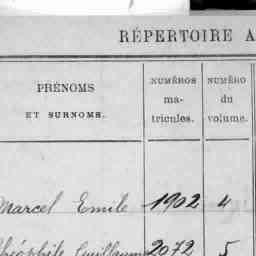 RÉPERTOIRE A
PRÉNOMS
ET SURNOMS.
NUMÉROS
ma-
tricules.
NUMÉRO
du
volume.
Marcel Emile 1902 4
Théophile Guillaume 2072 5